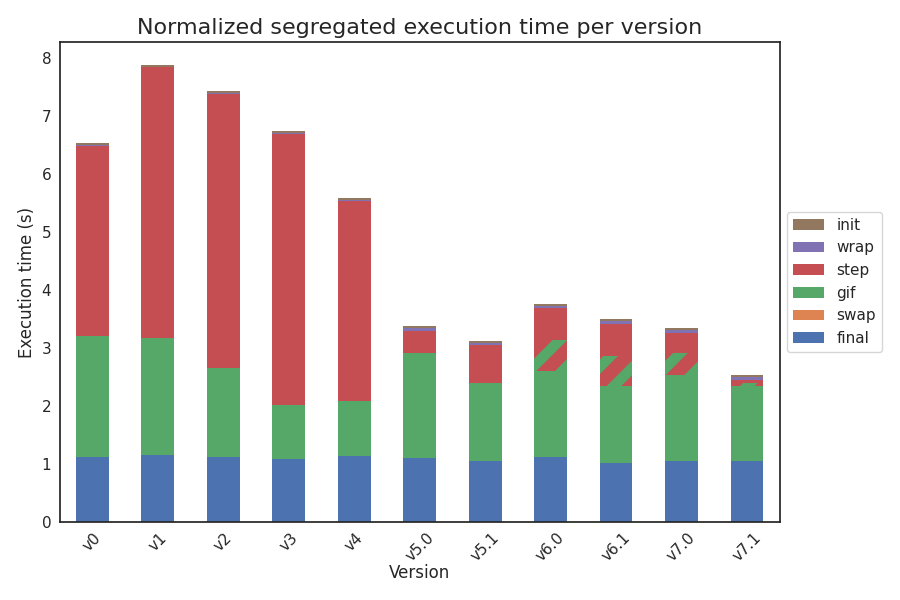 Normalized segregated execution time per version
Execution time (s)
8
7
6
5
4
3
2
1
0
v0
v1
v2
v3
v4
v5.0
v5.1
v6.0
v6.1
v7.0
v7.1
Version
init
wrap
step
gif
swap
final